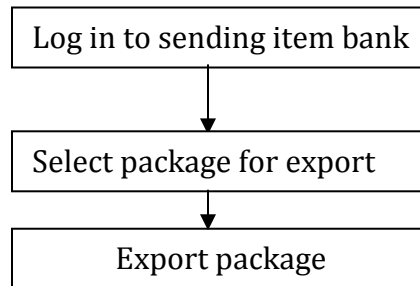 Log in to sending item bank
Select package for export
Export package